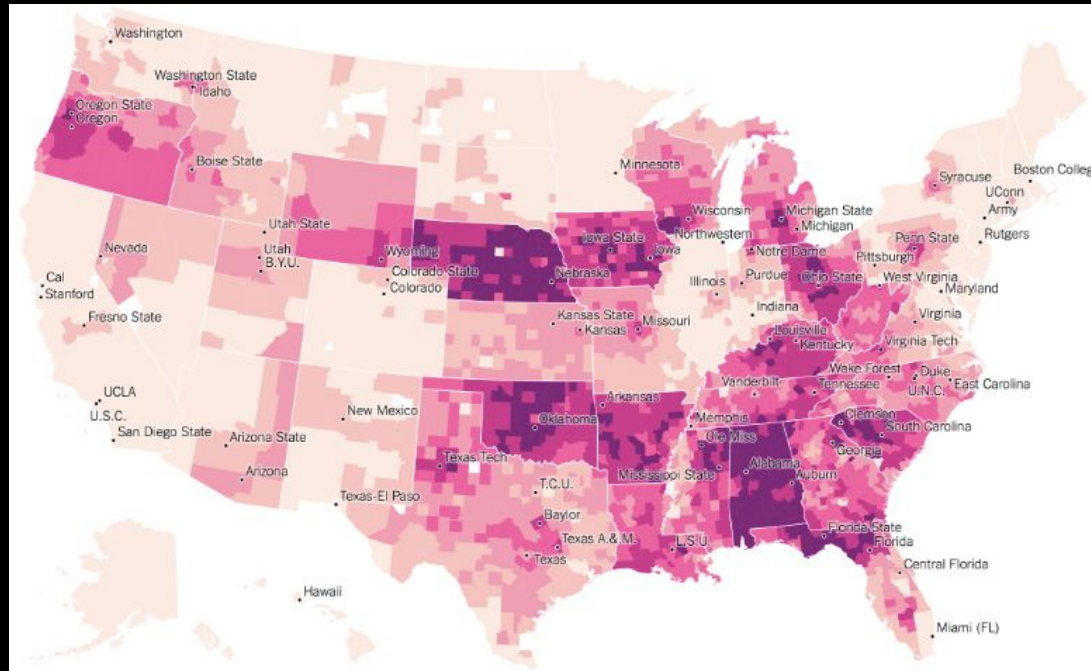 Washington
Washington State
Idaho
Oregon State
Oregon
Boise State
Minnesota
Syracuse
Boston College
UConn
Army
Rutgers
Wisconsin
Michigan State
Michigan
Northwestern
Notre Dame
Penn State
Pittsburgh
Utah State
Utah
B.Y.U.
Nevada
Wyoming
Colorado State
Colorado
Nebraska
Iowa State
Iowa
Illinois
Purdue
Indiana
Ohio State
West Virginia
Maryland
Cal
Stanford
Fresno State
Kansas State
Kansas
Missouri
Louisville
Kentucky
Virginia
Virginia Tech
UCLA
U.S.C.
San Diego State
Arizona State
Arizona
New Mexico
Texas-El Paso
Oklahoma
Arkansas
Vanderbilt
Memphis
Tennessee
Wake Forest
Duke
U.N.C.
East Carolina
Clemson
South Carolina
Georgia
Texas Tech
T.C.U.
Baylor
Texas A.&M.
Texas
Ole Miss
Mississippi State
Alabama
Auburn
L.S.U.
Florida State
Florida
Central Florida
Miami (FL)
Hawaii